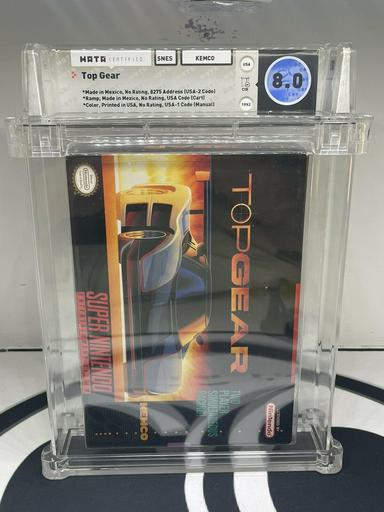 WATA CERTIFIED
SNES
KEMCO
USA
CIB
1992
8.0
Top Gear
*Made in Mexico, No Rating, 8275 Address (USA-2 Code)
*Ramp, Made in Mexico, No Rating, USA Code (Cart)
*Color, Printed in USA, No Rating, USA-1 Code (Manual)
TOP GEAR
SUPER NINTENDO
KEMCO
Nintendo